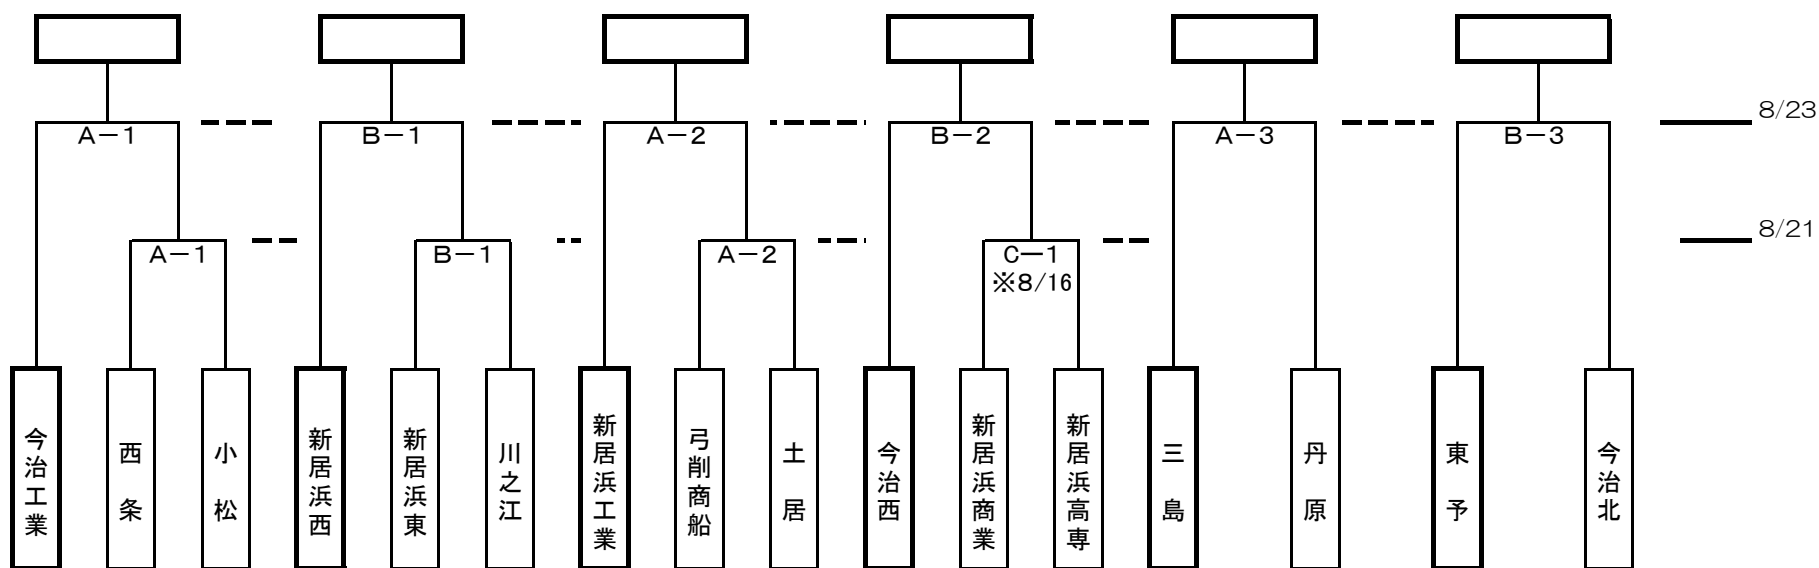 8/23
A－1
B－1
A－2
B－2
A－3
B－3
8/21
A－1
B－1
A－2
C－1
※8/16
今治工業
西条
小松
新居浜西
新居浜東
川之江
新居浜工業
弓削商船
土居
今治西
新居浜商業
新居浜高専
三島
丹原
東予
今治北